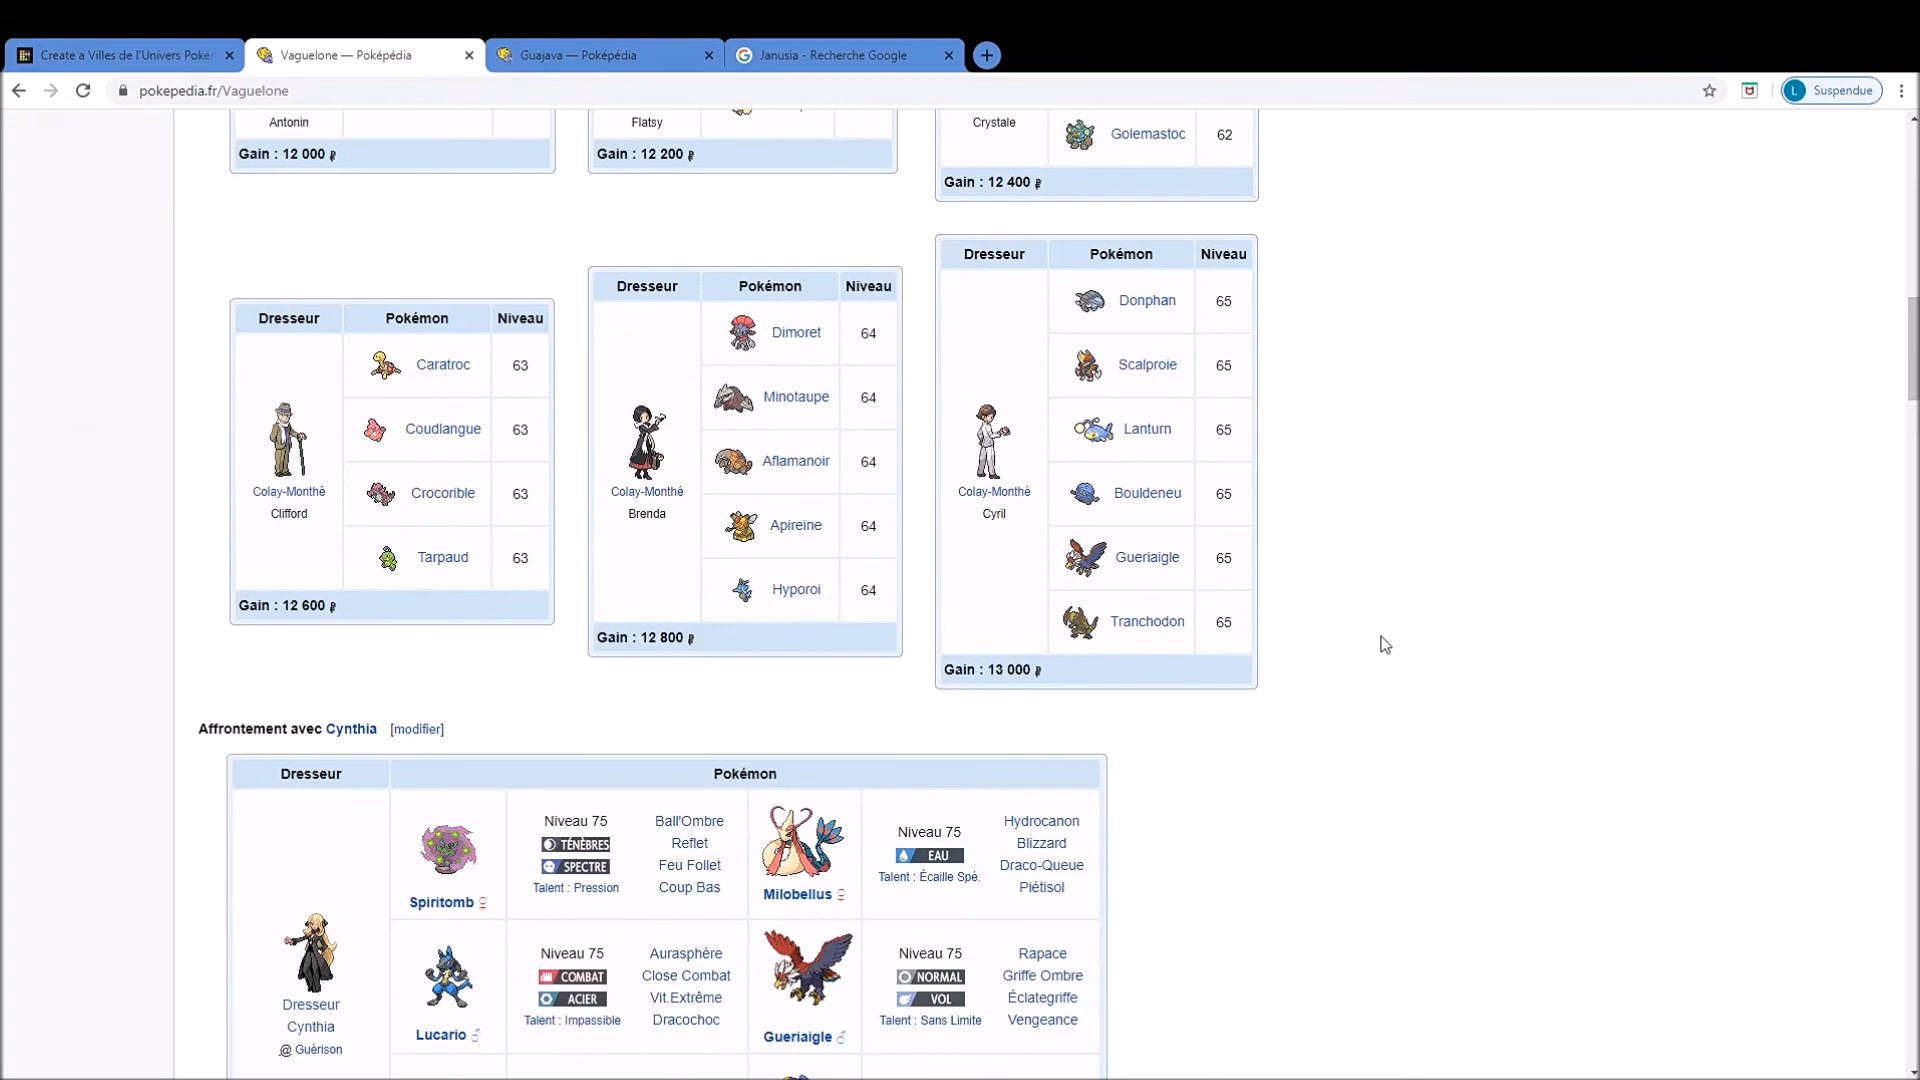 Create a Villes de l'Univers Pokér
Vaguelone — Poképédia
Guajava — Poképédia
Janusia - Recherche Google
pokepedia.fr/Vaguelone
L Suspendue
Antonin
Gain : 12 000
Flatsy
Gain : 12 200
Crystale
Golemastoc 62
Gain : 12 400
Dresseur Pokémon Niveau
Colay-Monthé
Clifford
Caratroc 63
Coudlangue 63
Crocorible 63
Tarpaud 63
Gain : 12 600
Dresseur Pokémon Niveau
Colay-Monthé
Brenda
Dimoret 64
Minotaupe 64
Aflamanoir 64
Apireine 64
Hyporoi 64
Gain : 12 800
Dresseur Pokémon Niveau
Colay-Monthé
Cyril
Donphan 65
Scalproie 65
Lanturn 65
Bouldeneu 65
Gueriaigle 65
Tranchodon 65
Gain : 13 000
Affrontement avec Cynthia [modifier]
Dresseur Pokémon
Dresseur
Cynthia
@ Guérison
Spiritomb ♀
Niveau 75
TÉNÈBRES
SPECTRE
Talent : Pression
Ball'Ombre
Reflet
Feu Follet
Coup Bas
Milobellus ♀
Niveau 75
EAU
Talent : Écaille Spé.
Hydrocanon
Blizzard
Draco-Queue
Piétisol
Lucario ♂
Niveau 75
COMBAT
ACIER
Talent : Impassible
Aurasphère
Close Combat
Vit.Extrême
Dracochoc
Gueriaigle ♂
Niveau 75
NORMAL
VOL
Talent : Sans Limite
Rapace
Griffe Ombre
Éclategriffe
Vengeance